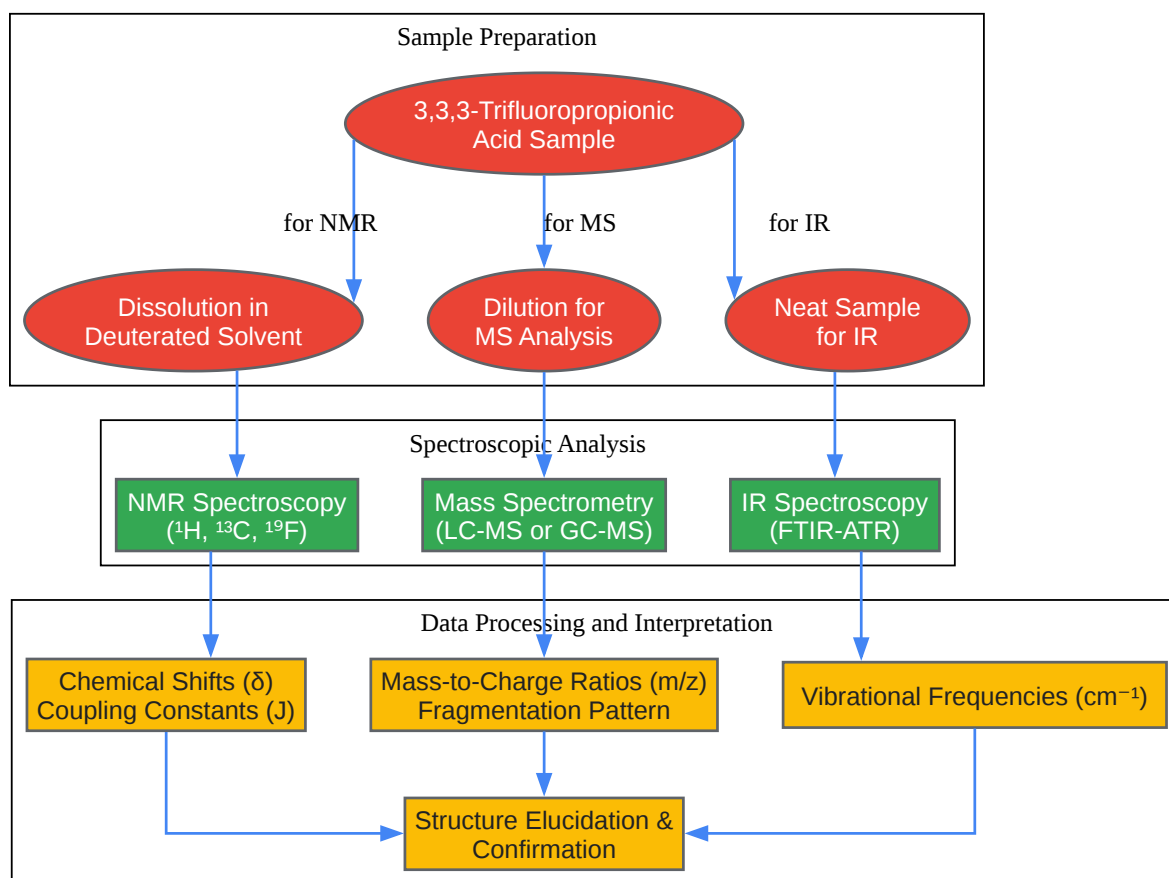 Sample Preparation
3,3,3-Trifluoropropionic
Acid Sample
for NMR
for MS
for IR
Dissolution in
Deuterated Solvent
Dilution for
MS Analysis
Neat Sample
for IR
Spectroscopic Analysis
NMR Spectroscopy
(¹H, ¹³C, ¹⁹F)
Mass Spectrometry
(LC-MS or GC-MS)
IR Spectroscopy
(FTIR-ATR)
Data Processing and Interpretation
Chemical Shifts (δ)
Coupling Constants (J)
Mass-to-Charge Ratios (m/z)
Fragmentation Pattern
Vibrational Frequencies (cm⁻¹)
Structure Elucidation &
Confirmation